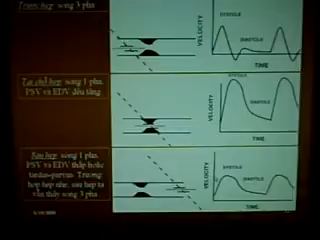 Trước hẹp: sóng 3 pha
Tại chỗ hẹp: sóng 1 pha.
PSV và EDV đều tăng
Sau hẹp: sóng 1 pha.
PSV và EDV thấp hoặc
tardus-parvus. Trường
hợp hẹp nhẹ, sau hẹp ta
vẫn thấy sóng 3 pha
VELOCITY
SYSTOLE
DIASTOLE
TIME
VELOCITY
SYSTOLE
DIASTOLE
TIME
VELOCITY
SYSTOLE
DIASTOLE
TIME